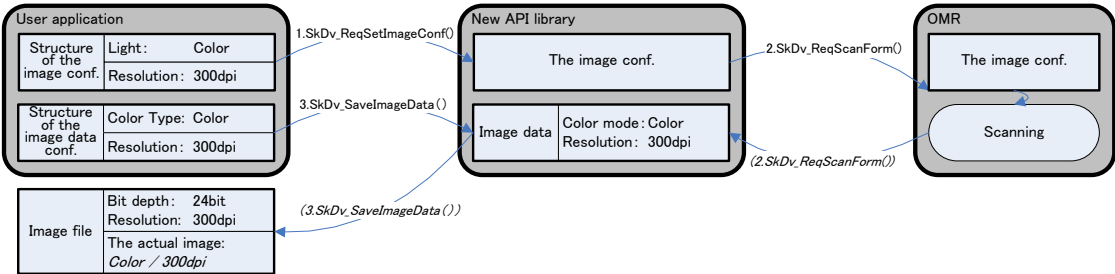 User application
Structure
of the
image conf.
Light: Color
Resolution: 300dpi
Structure
of the
image data
conf.
Color Type: Color
Resolution: 300dpi
Image file
Bit depth: 24bit
Resolution: 300dpi
The actual image:
Color / 300dpi
1.SkDv_ReqSetImageConf()
3.SkDv_SaveImageData()
(3.SkDv_SaveImageData())
New API library
The image conf.
Image data
Color mode: Color
Resolution: 300dpi
2.SkDv_ReqScanForm()
(2.SkDv_ReqScanForm())
OMR
The image conf.
Scanning